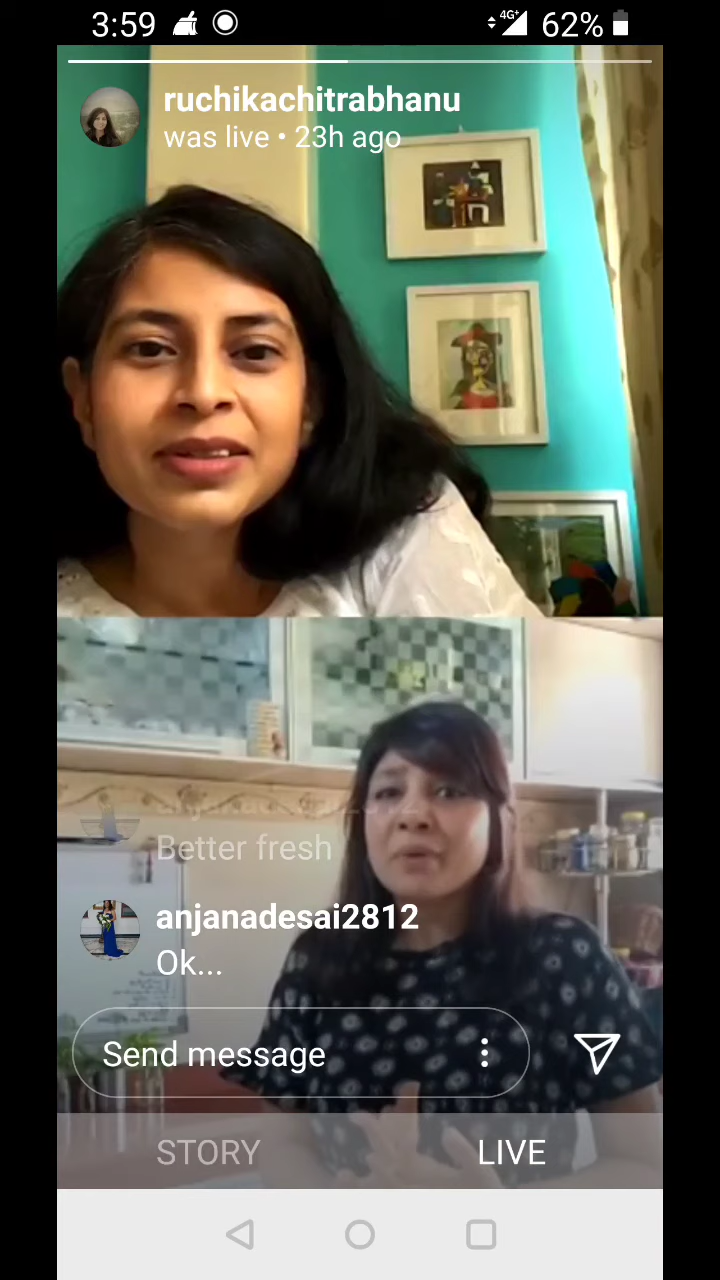 3:59
4G+
62%
ruchikachitrabhanu
was live • 23h ago
Better fresh
anjanadesai2812
Ok...
Send message
STORY
LIVE